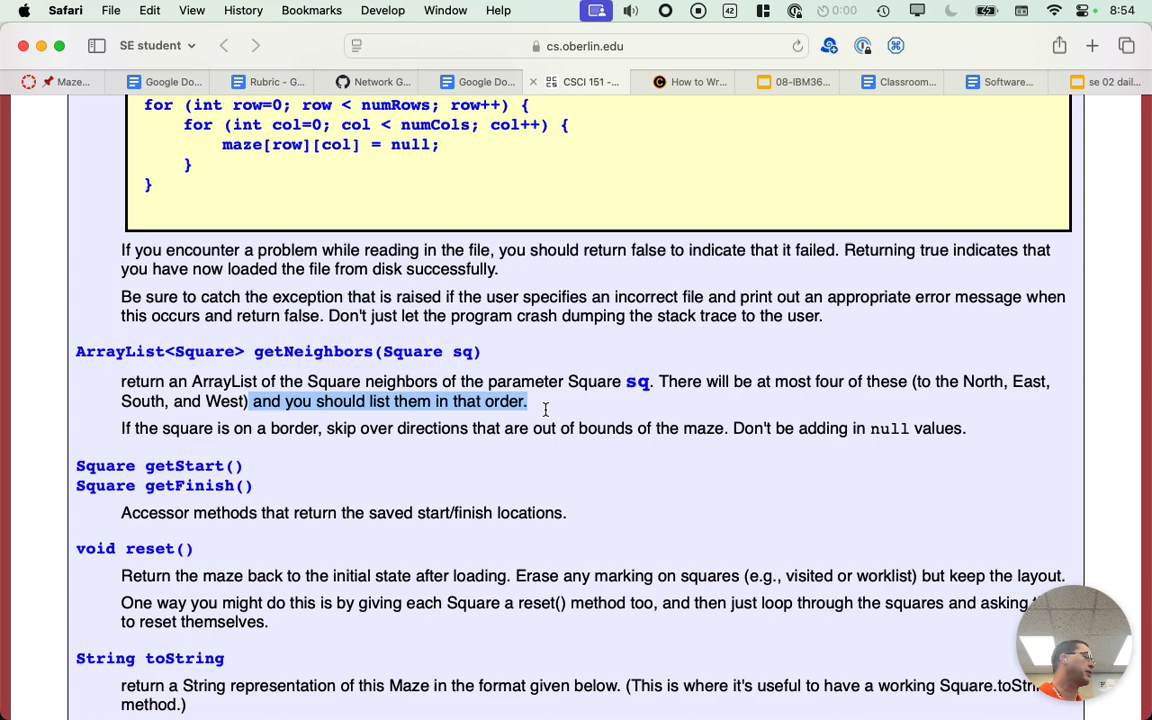 Safari File Edit View History Bookmarks Develop Window Help 42 0:00 8:54
SE student cs.oberlin.edu
Maze... Google Do... Rubric - G... Network G... Google Do... CSCI 151 -... How to Wr... 08-IBM36... Classroom... Software... se 02 dail...
for (int row=0; row < numRows; row++) {
for (int col=0; col < numCols; col++) {
maze[row][col] = null;
}
}
If you encounter a problem while reading in the file, you should return false to indicate that it failed. Returning true indicates that
you have now loaded the file from disk successfully.
Be sure to catch the exception that is raised if the user specifies an incorrect file and print out an appropriate error message when
this occurs and return false. Don't just let the program crash dumping the stack trace to the user.
ArrayList<Square> getNeighbors(Square sq)
return an ArrayList of the Square neighbors of the parameter Square sq. There will be at most four of these (to the North, East,
South, and West) and you should list them in that order.
If the square is on a border, skip over directions that are out of bounds of the maze. Don't be adding in null values.
Square getStart()
Square getFinish()
Accessor methods that return the saved start/finish locations.
void reset()
Return the maze back to the initial state after loading. Erase any marking on squares (e.g., visited or worklist) but keep the layout.
One way you might do this is by giving each Square a reset() method too, and then just loop through the squares and asking
to reset themselves.
String toString
return a String representation of this Maze in the format given below. (This is where it's useful to have a working Square.toStri
method.)